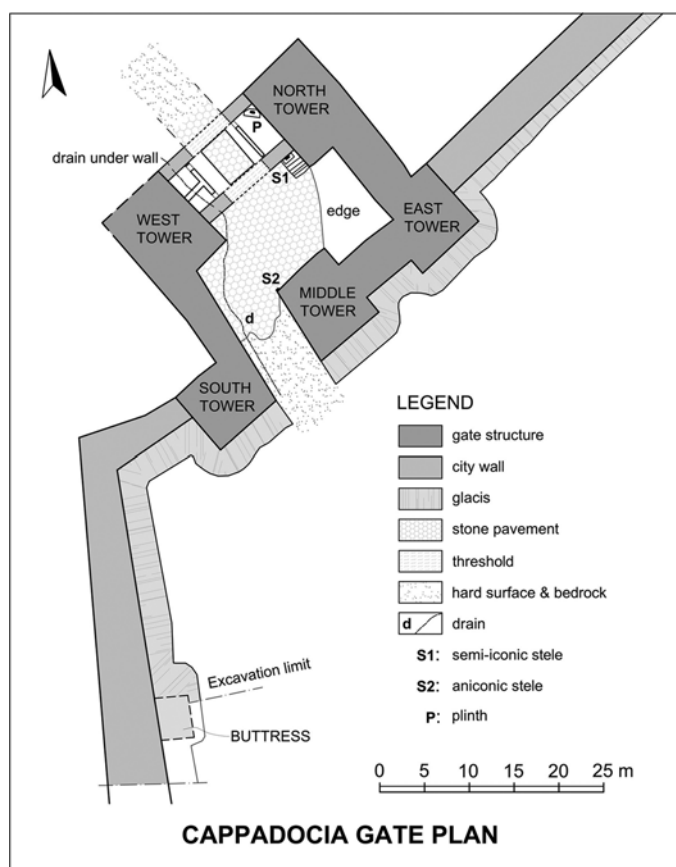 NORTH
TOWER
P
drain under wall
S1
WEST
TOWER
edge
EAST
TOWER
S2
MIDDLE
TOWER
d
SOUTH
TOWER
LEGEND
gate structure
city wall
glacis
stone pavement
threshold
hard surface & bedrock
d drain
S1: semi-iconic stele
S2: aniconic stele
P: plinth
Excavation limit
BUTTRESS
0 5 10 15 20 25 m
CAPPADOCIA GATE PLAN